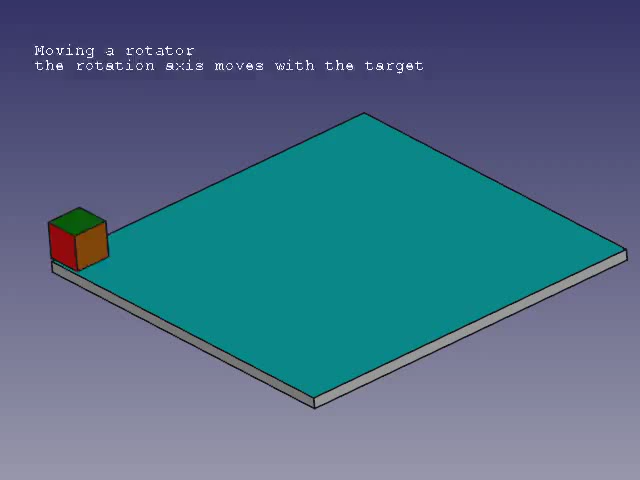 Moving a rotator
the rotation axis moves with the target